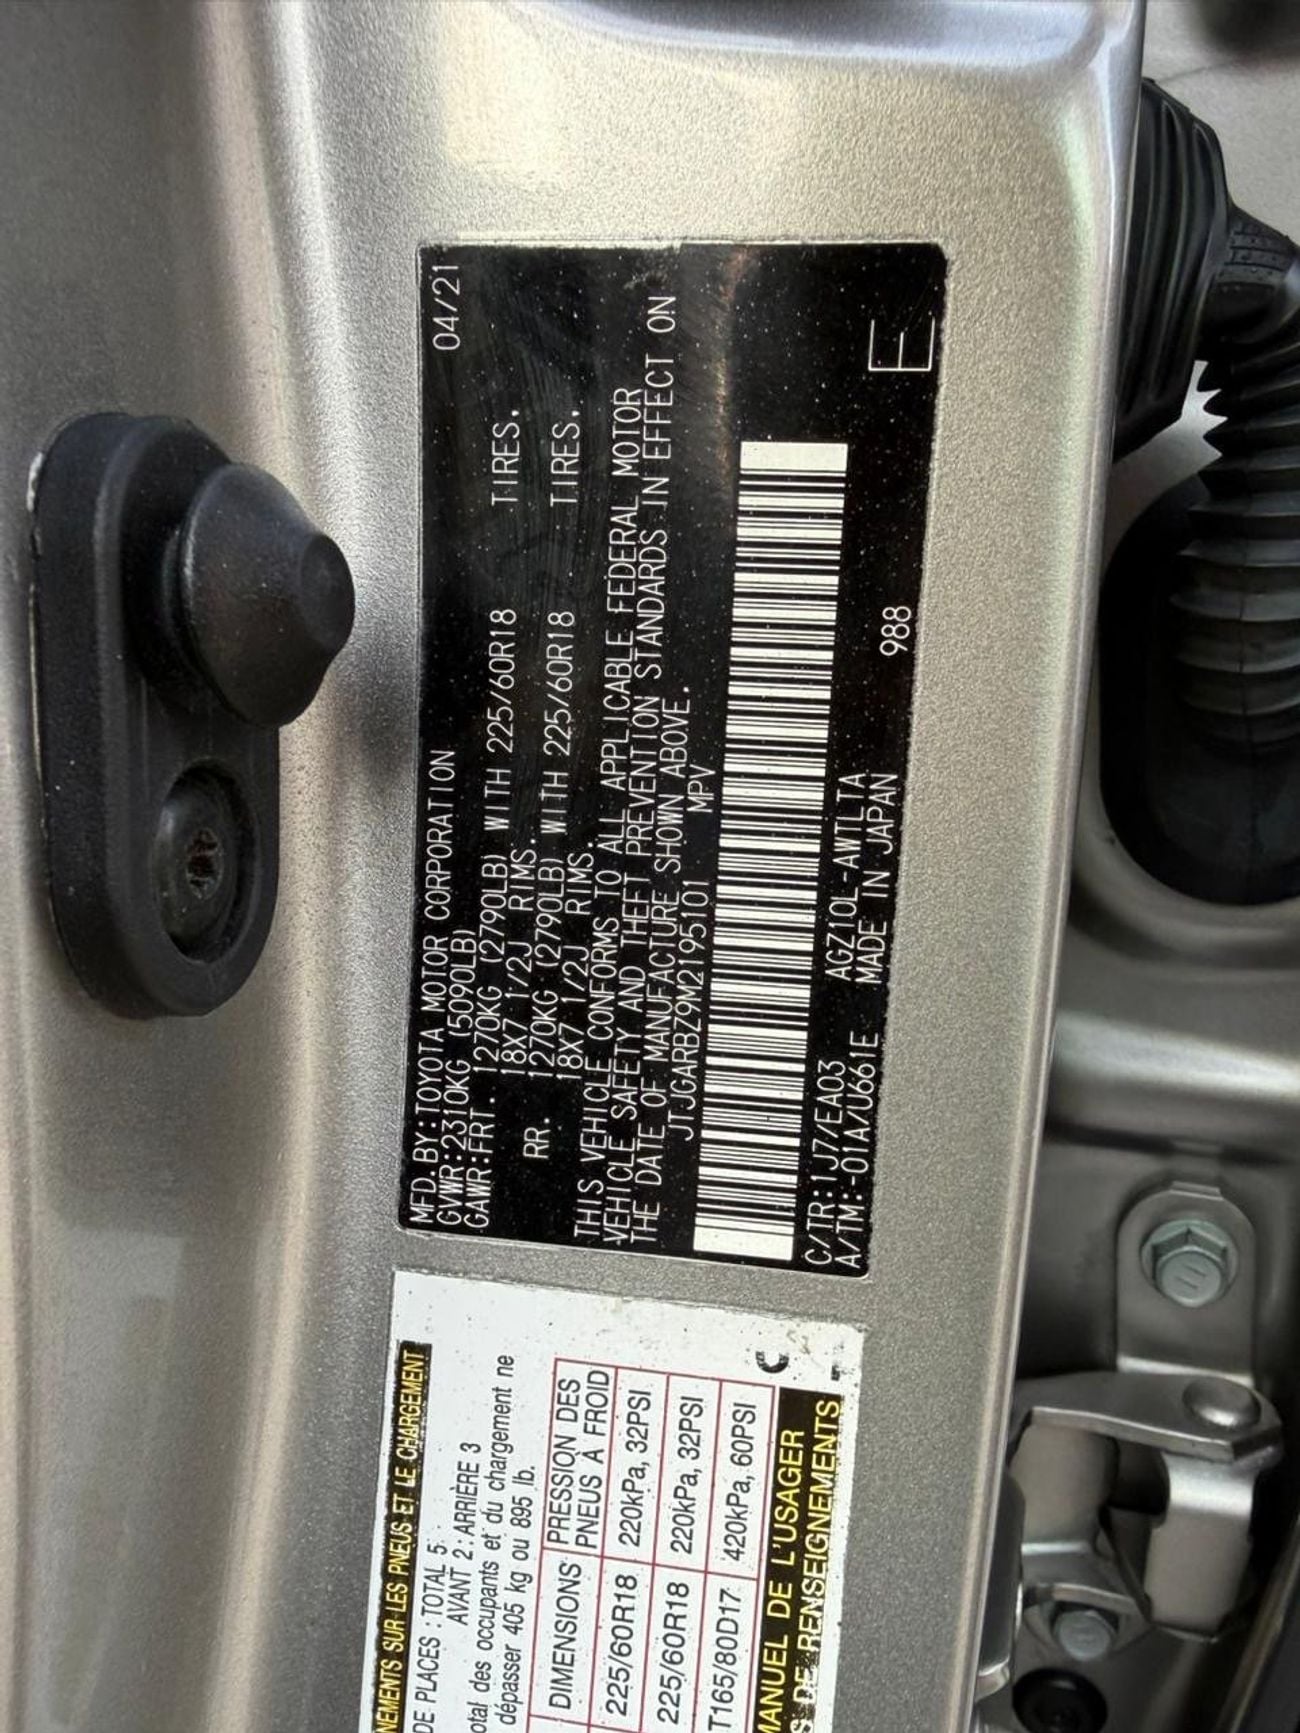 MFD.BY:TOYOTA MOTOR CORPORATION 04/21
GVWR:2310KG (5090LB)
GAWR:FRT. 1270KG (2790LB) WITH 225/60R18 TIRES.
18X7 1/2J RIMS.
RR. 1270KG (2790LB) WITH 225/60R18 TIRES.
18X7 1/2J RIMS.
THIS VEHICLE CONFORMS TO ALL APPLICABLE FEDERAL MOTOR
VEHICLE SAFETY AND THEFT PREVENTION STANDARDS IN EFFECT ON
THE DATE OF MANUFACTURE SHOWN ABOVE.
JTJGARBZ9M2195101 MPV
C/TR:1J7/EA03 AGZ10L-AWTLTA
A/TM:-01A/U661E MADE IN JAPAN 988 E
NEMENTS SUR LES PNEUS ET LE CHARGEMENT
DE PLACES : TOTAL 5:
AVANT 2: ARRIÈRE 3
otal des occupants et du chargement ne
dépasser 405 kg ou 895 lb.
DIMENSIONS PRESSION DES
PNEUS À FROID
225/60R18 220kPa, 32PSI
225/60R18 220kPa, 32PSI
T165/80D17 420kPa, 60PSI
MANUEL DE L'USAGER
S DE RENSEIGNEMENTS